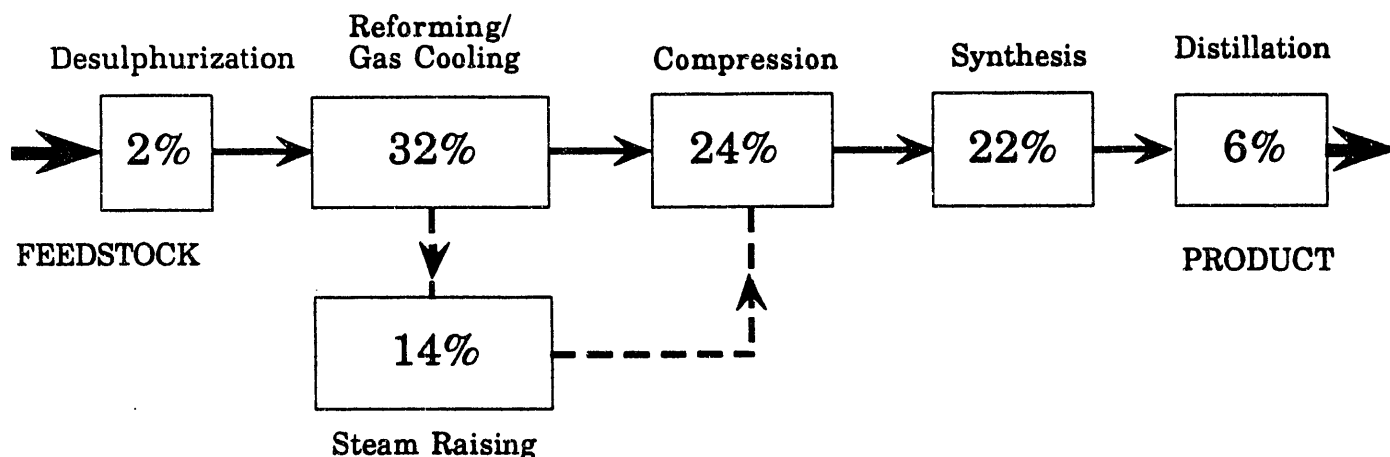 Desulphurization
Reforming/
Gas Cooling
Compression
Synthesis
Distillation
2%
32%
24%
22%
6%
FEEDSTOCK
PRODUCT
14%
Steam Raising